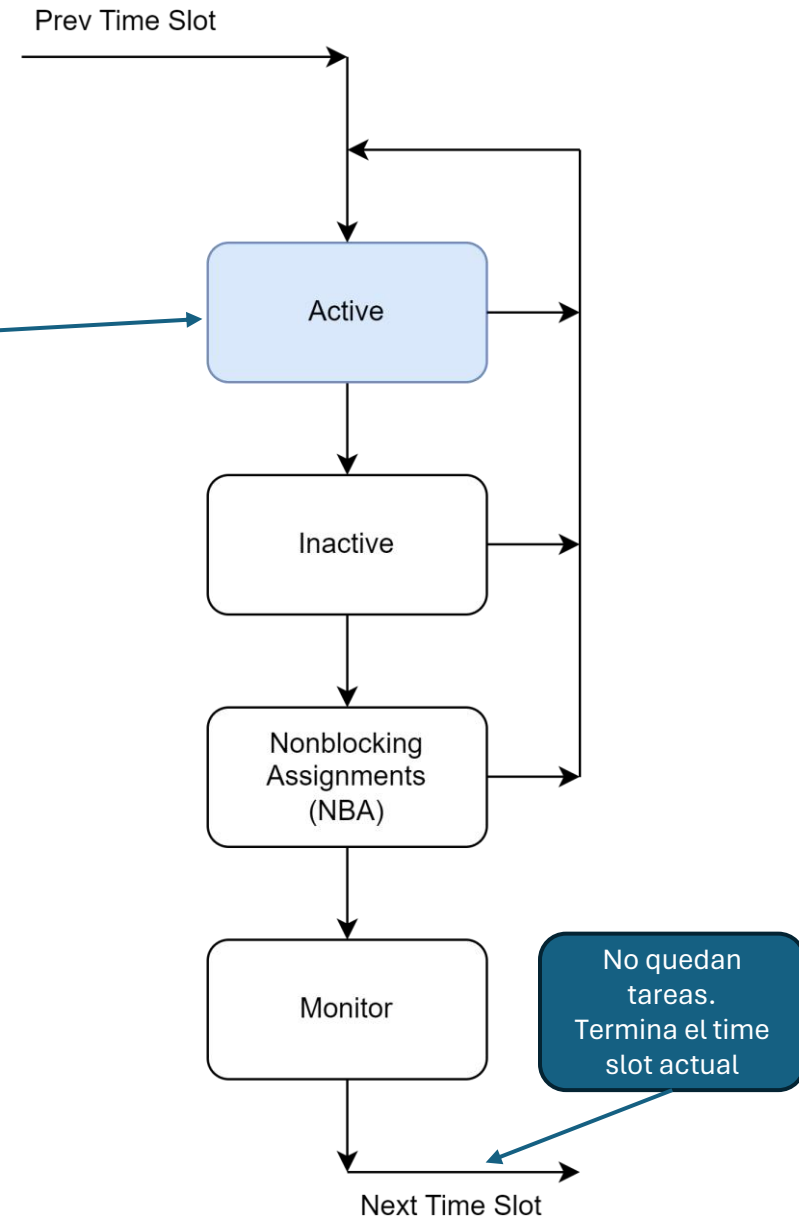 Prev Time Slot
Active
Inactive
Nonblocking
Assignments
(NBA)
Monitor
No quedan
tareas.
Termina el time
slot actual
Next Time Slot